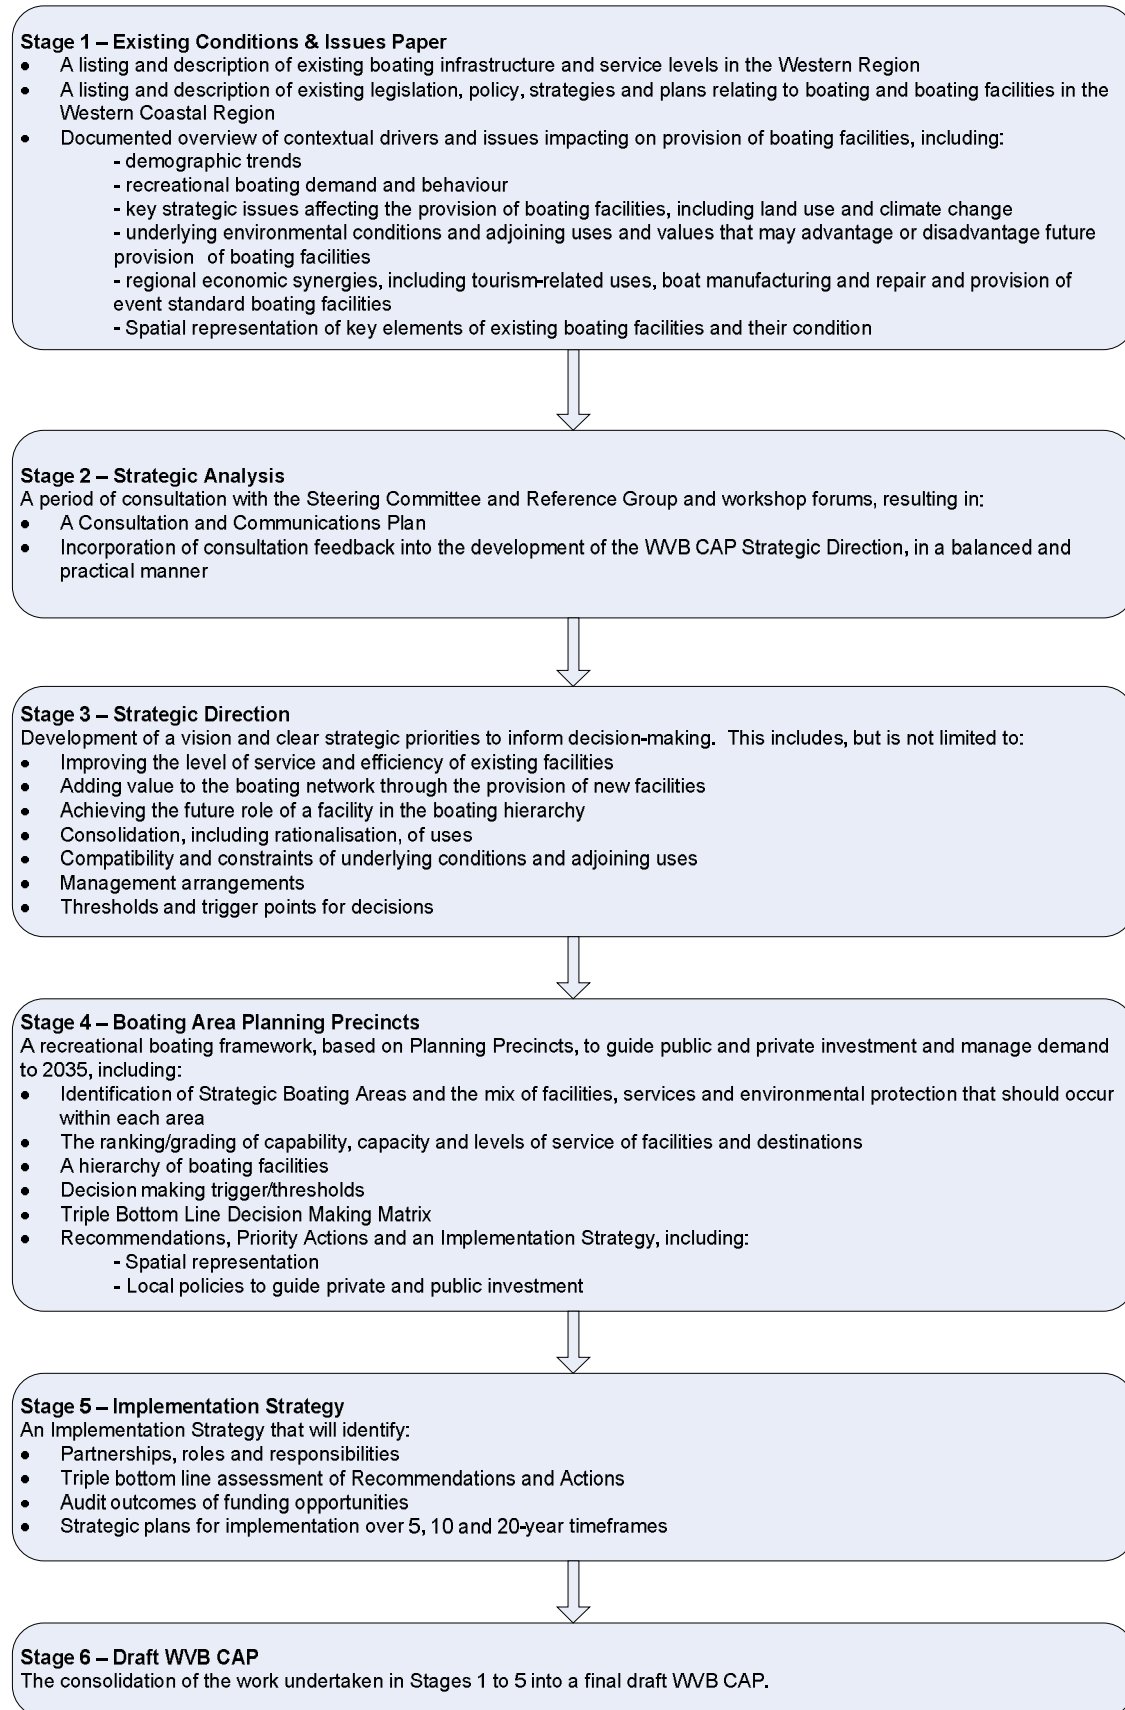 Stage 1 – Existing Conditions & Issues Paper
• A listing and description of existing boating infrastructure and service levels in the Western Region
• A listing and description of existing legislation, policy, strategies and plans relating to boating and boating facilities in the
Western Coastal Region
• Documented overview of contextual drivers and issues impacting on provision of boating facilities, including:
- demographic trends
- recreational boating demand and behaviour
- key strategic issues affecting the provision of boating facilities, including land use and climate change
- underlying environmental conditions and adjoining uses and values that may advantage or disadvantage future
provision of boating facilities
- regional economic synergies, including tourism-related uses, boat manufacturing and repair and provision of
event standard boating facilities
- Spatial representation of key elements of existing boating facilities and their condition
Stage 2 – Strategic Analysis
A period of consultation with the Steering Committee and Reference Group and workshop forums, resulting in:
• A Consultation and Communications Plan
• Incorporation of consultation feedback into the development of the WVB CAP Strategic Direction, in a balanced and
practical manner
Stage 3 – Strategic Direction
Development of a vision and clear strategic priorities to inform decision-making. This includes, but is not limited to:
• Improving the level of service and efficiency of existing facilities
• Adding value to the boating network through the provision of new facilities
• Achieving the future role of a facility in the boating hierarchy
• Consolidation, including rationalisation, of uses
• Compatibility and constraints of underlying conditions and adjoining uses
• Management arrangements
• Thresholds and trigger points for decisions
Stage 4 – Boating Area Planning Precincts
A recreational boating framework, based on Planning Precincts, to guide public and private investment and manage demand
to 2035, including:
• Identification of Strategic Boating Areas and the mix of facilities, services and environmental protection that should occur
within each area
• The ranking/grading of capability, capacity and levels of service of facilities and destinations
• A hierarchy of boating facilities
• Decision making trigger/thresholds
• Triple Bottom Line Decision Making Matrix
• Recommendations, Priority Actions and an Implementation Strategy, including:
- Spatial representation
- Local policies to guide private and public investment
Stage 5 – Implementation Strategy
An Implementation Strategy that will identify:
• Partnerships, roles and responsibilities
• Triple bottom line assessment of Recommendations and Actions
• Audit outcomes of funding opportunities
• Strategic plans for implementation over 5, 10 and 20-year timeframes
Stage 6 – Draft WVB CAP
The consolidation of the work undertaken in Stages 1 to 5 into a final draft WVB CAP.